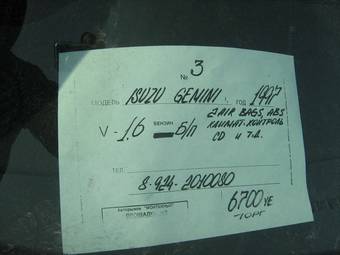 № 3
МОДЕЛЬ ISUZU GEMINI, ГОД 1997
V - 1.6 БЕНЗИН Б/П 2 AIR BAGS, ABS
КЛИМАТ-КОНТРОЛЬ
CD и т.д.
ТЕЛ
8-924-2010080
6700 УЕ
-ТОРГ-